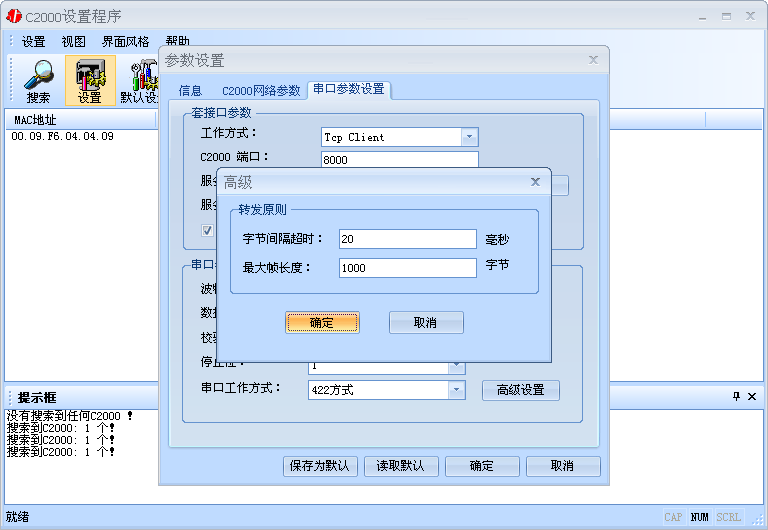 C2000设置程序
设置 视图 界面风格 帮助
搜索 设置 默认设
MAC地址
00.09.F6.04.04.09
参数设置
信息 C2000网络参数 串口参数设置
套接口参数
工作方式： Tcp Client
C2000 端口： 8000
服务
服务
高级
转发原则
字节间隔超时： 20 毫秒
最大帧长度： 1000 字节
确定 取消
串口
波特
数据
校验
停止位： 1
串口工作方式： 422方式 高级设置
保存为默认 读取默认 确定 取消
提示框
没有搜索到任何C2000 !
搜索到C2000: 1 个!
搜索到C2000: 1 个!
搜索到C2000: 1 个!
就绪 CAP NUM SCRL